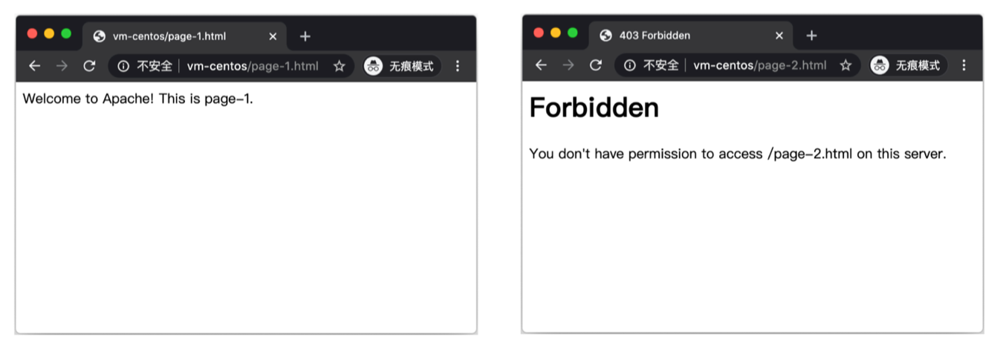 vm-centos/page-1.html
不安全 vm-centos/page-1.html 无痕模式
Welcome to Apache! This is page-1.
403 Forbidden
不安全 vm-centos/page-2.html 无痕模式
Forbidden
You don't have permission to access /page-2.html on this server.